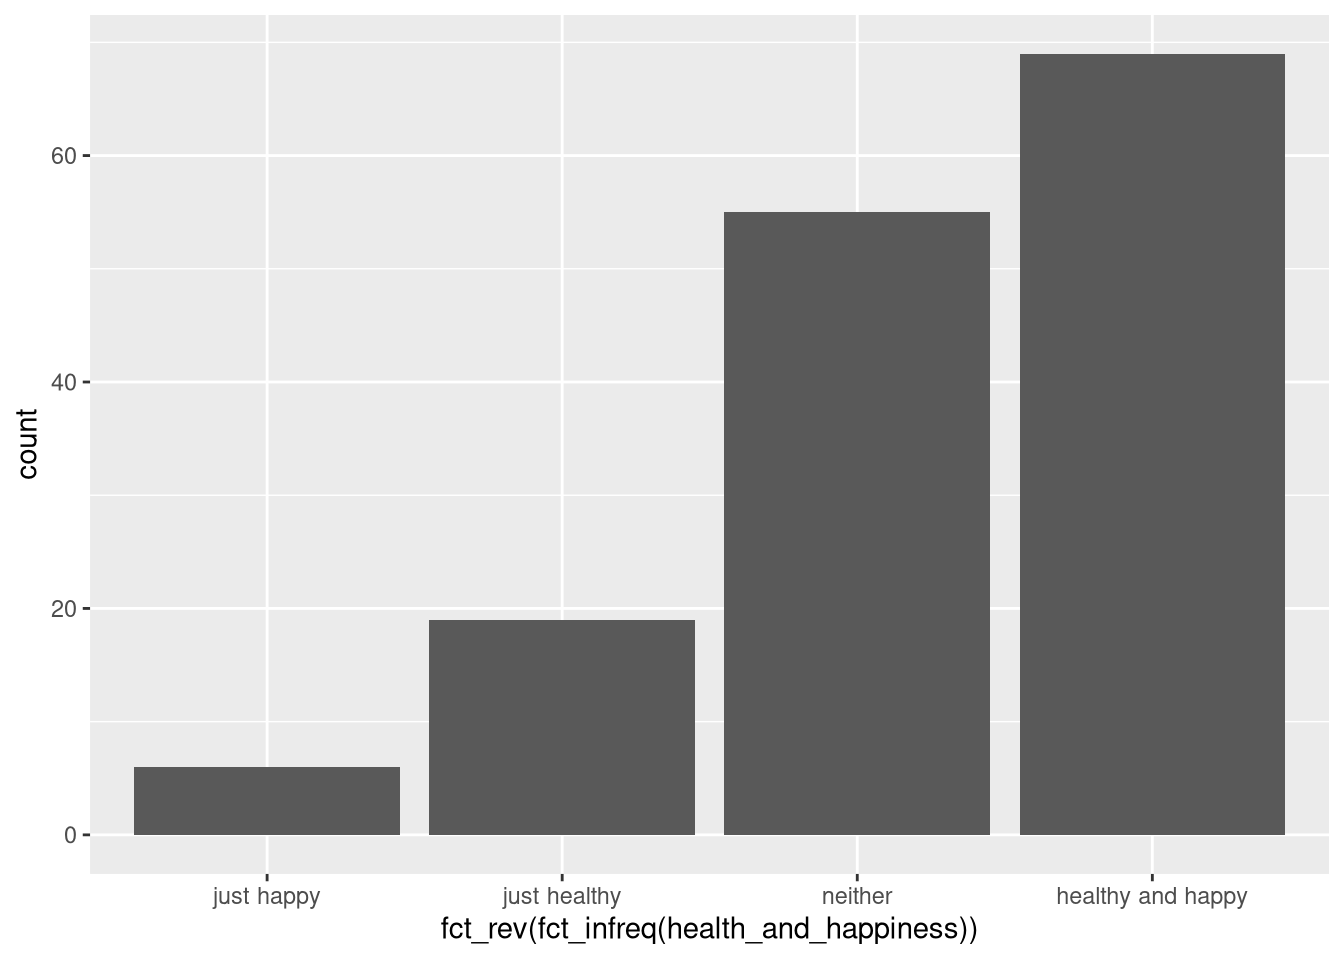 count
60
40
20
0
just happy
just healthy
neither
healthy and happy
fct_rev(fct_infreq(health_and_happiness))